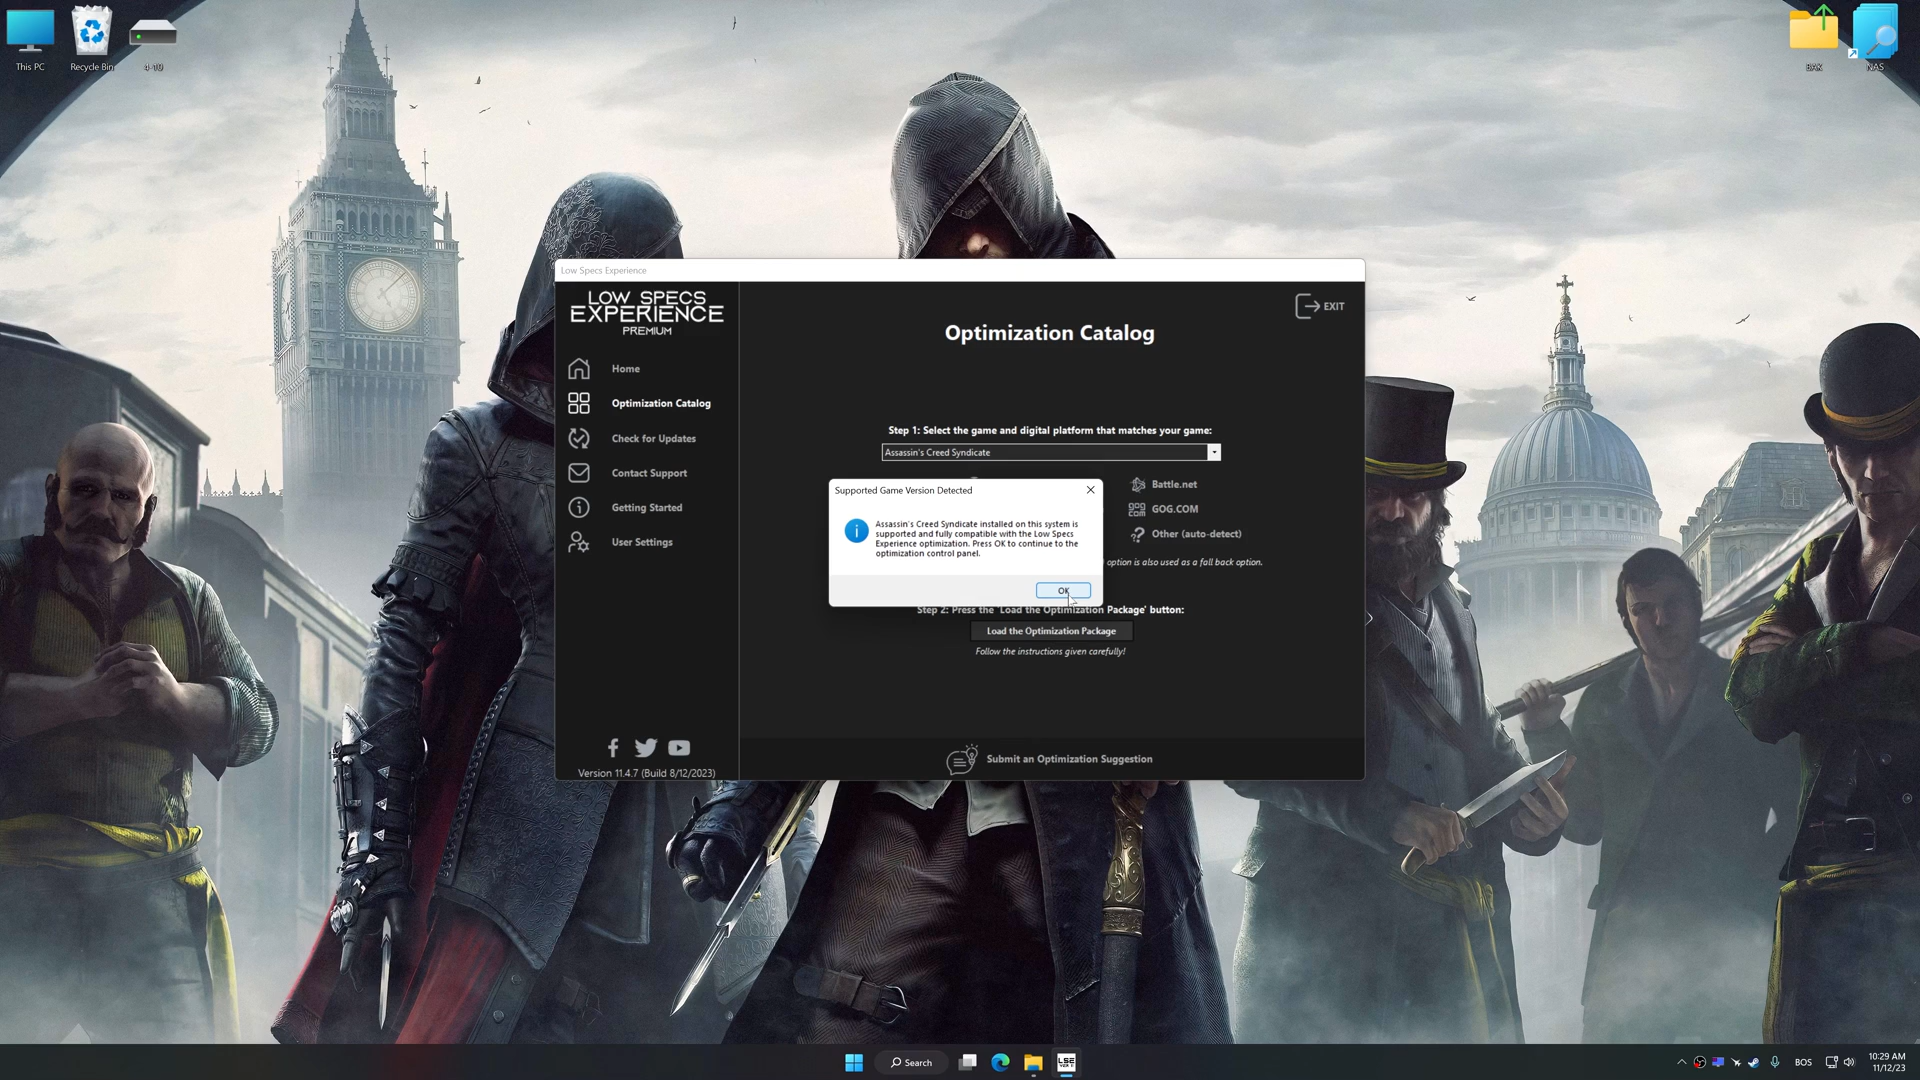 This PC
Recycle Bin
4-10
BAK
NAS
Low Specs Experience
LOW SPECS
EXPERIENCE
PREMIUM
Home
Optimization Catalog
Check for Updates
Contact Support
Getting Started
User Settings
Version 11.4.7 (Build 8/12/2023)
EXIT
Optimization Catalog
Step 1: Select the game and digital platform that matches your game:
Assassin's Creed Syndicate
Battle.net
GOG.COM
Other (auto-detect)
option is also used as a fall back option.
Supported Game Version Detected
Assassin's Creed Syndicate installed on this system is
supported and fully compatible with the Low Specs
Experience optimization. Press OK to continue to the
optimization control panel.
OK
Step 2: Press the 'Load the Optimization Package' button:
Load the Optimization Package
Follow the instructions given carefully!
Submit an Optimization Suggestion
Search
LSE
BOS
10:29 AM
11/12/23